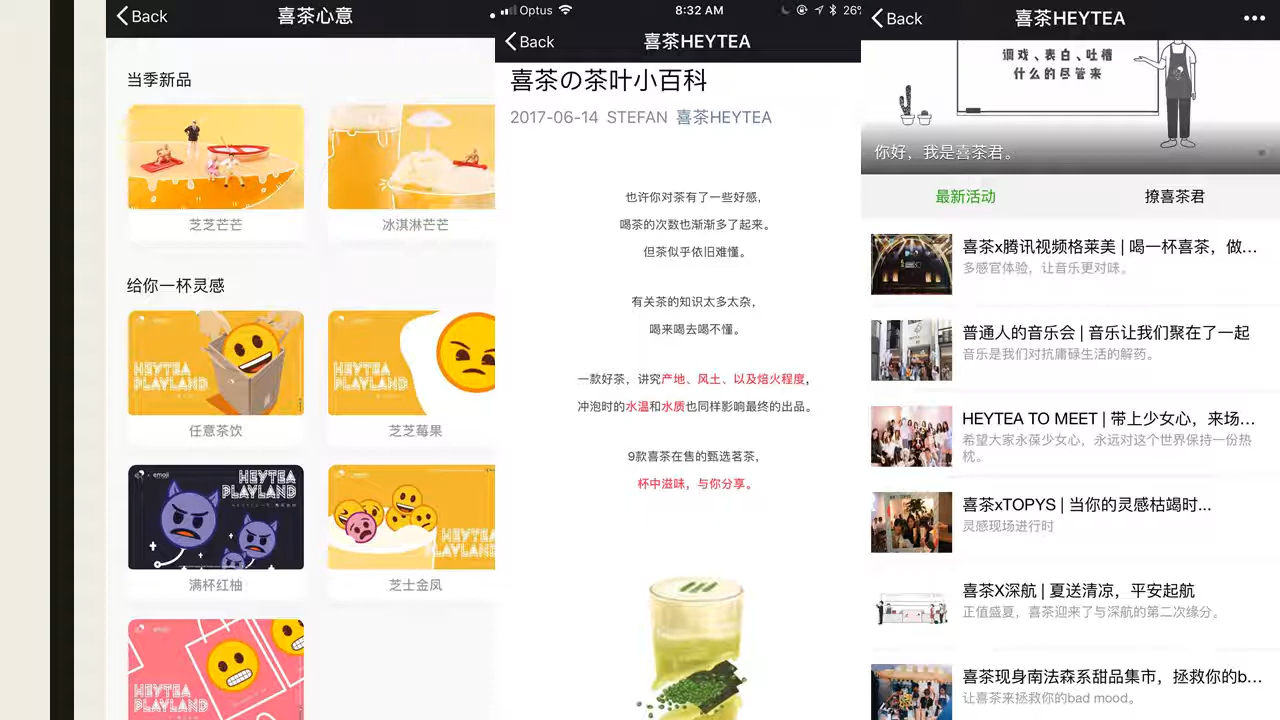 Back
喜茶心意
当季新品
芝芝芒芒
冰淇淋芒芒
给你一杯灵感
HEYTEA
PLAYLAND
HEYTEA
PLAYLAND
任意茶饮
芝芝莓果
emoji
HEYTEA
PLAYLAND
HEYTEA
PLAYLAND
满杯红柚
芝士金凤
HEYTEA
PLAYLAND
Optus
8:32 AM
26%
Back
喜茶HEYTEA
喜茶の茶叶小百科
2017-06-14 STEFAN 喜茶HEYTEA
也许你对茶有了一些好感，
喝茶的次数也渐渐多了起来。
但茶似乎依旧难懂。
有关茶的知识太多太杂，
喝来喝去喝不懂。
一款好茶，讲究产地、风土、以及焙火程度，
冲泡时的水温和水质也同样影响最终的出品。
9款喜茶在售的甄选茗茶，
杯中滋味，与你分享。
Back
喜茶HEYTEA
调戏、表白、吐槽
什么的尽管来
你好，我是喜茶君。
最新活动
撩喜茶君
喜茶x腾讯视频格莱美 | 喝一杯喜茶，做...
多感官体验，让音乐更对味。
普通人的音乐会 | 音乐让我们聚在了一起
音乐是我们对抗庸碌生活的解药。
HEYTEA TO MEET | 带上少女心，来场...
希望大家永葆少女心，永远对这个世界保持一份热
枕。
喜茶xTOPYS | 当你的灵感枯竭时...
灵感现场进行时
喜茶X深航 | 夏送清凉，平安起航
正值盛夏，喜茶迎来了与深航的第二次缘分。
喜茶现身南法森系甜品集市，拯救你的b...
让喜茶来拯救你的bad mood。